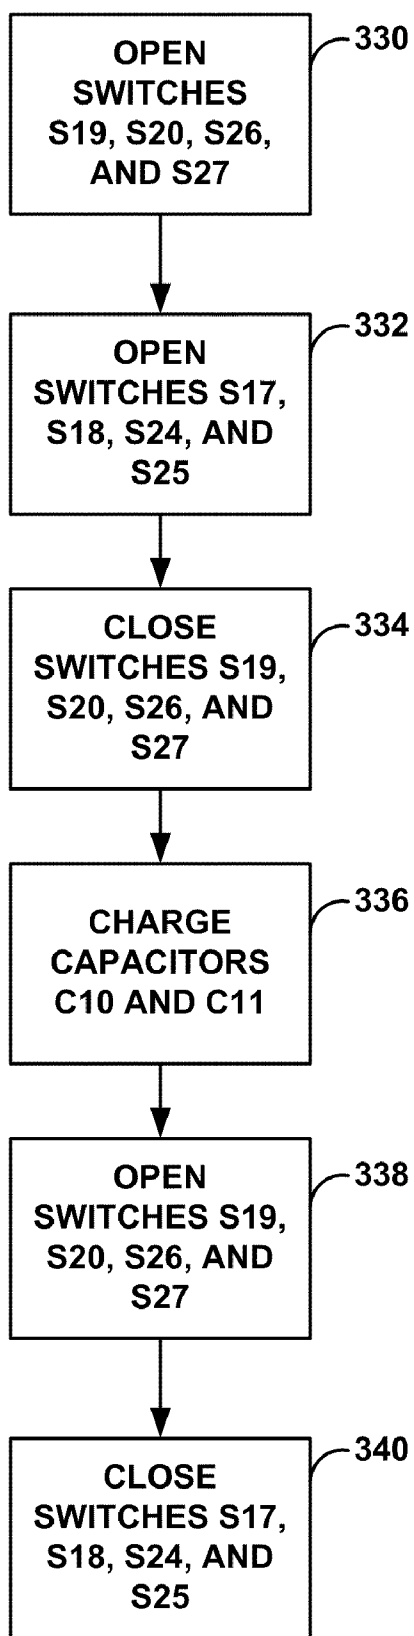 OPEN
SWITCHES
S19, S20, S26,
AND S27
330
OPEN
SWITCHES S17,
S18, S24, AND
S25
332
CLOSE
SWITCHES S19,
S20, S26, AND
S27
334
CHARGE
CAPACITORS
C10 AND C11
336
OPEN
SWITCHES S19,
S20, S26, AND
S27
338
CLOSE
SWITCHES S17,
S18, S24, AND
S25
340